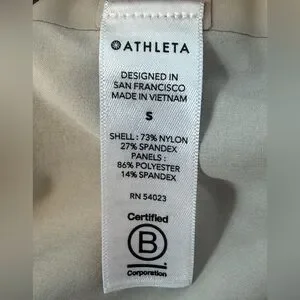 ATHLETA
DESIGNED IN
SAN FRANCISCO
MADE IN VIETNAM
S
SHELL : 73% NYLON
27% SPANDEX
PANELS :
86% POLYESTER
14% SPANDEX
RN 54023
Certified
B
Corporation